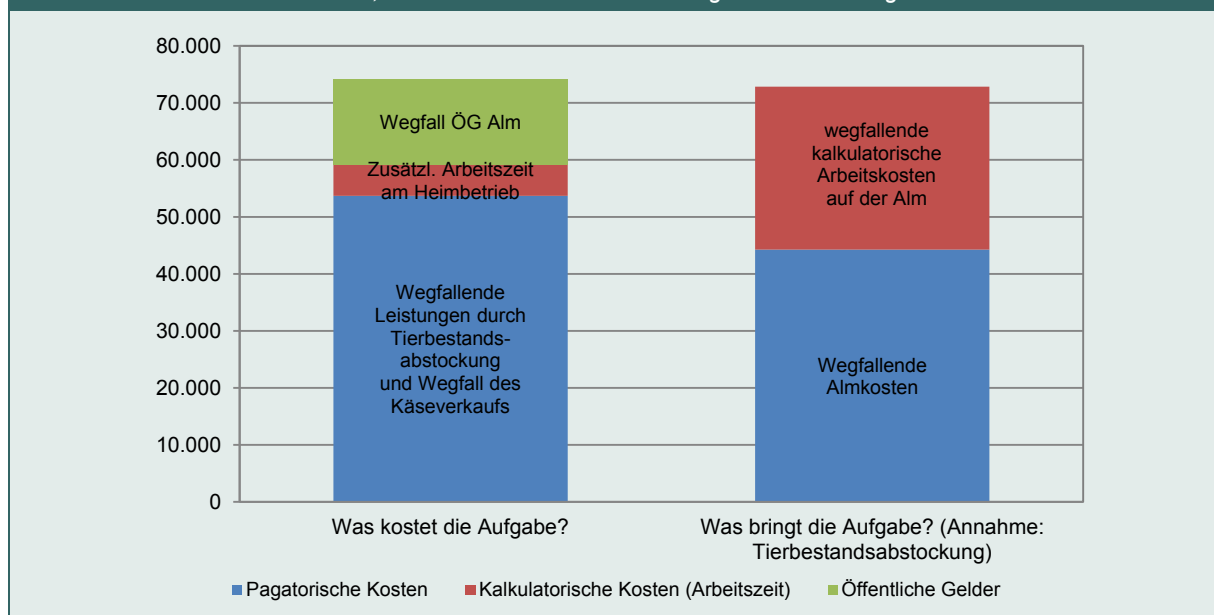 80.000
70.000
60.000
50.000
40.000
30.000
20.000
10.000
0
Wegfall ÖG Alm
Zusätzl. Arbeitszeit
am Heimbetrieb
Wegfallende
Leistungen durch
Tierbestands-
abstockung
und Wegfall des
Käseverkaufs
wegfallende
kalkulatorische
Arbeitskosten
auf der Alm
Wegfallende
Almkosten
Was kostet die Aufgabe?
Was bringt die Aufgabe? (Annahme:
Tierbestandsabstockung)
Pagatorische Kosten
Kalkulatorische Kosten (Arbeitszeit)
Öffentliche Gelder